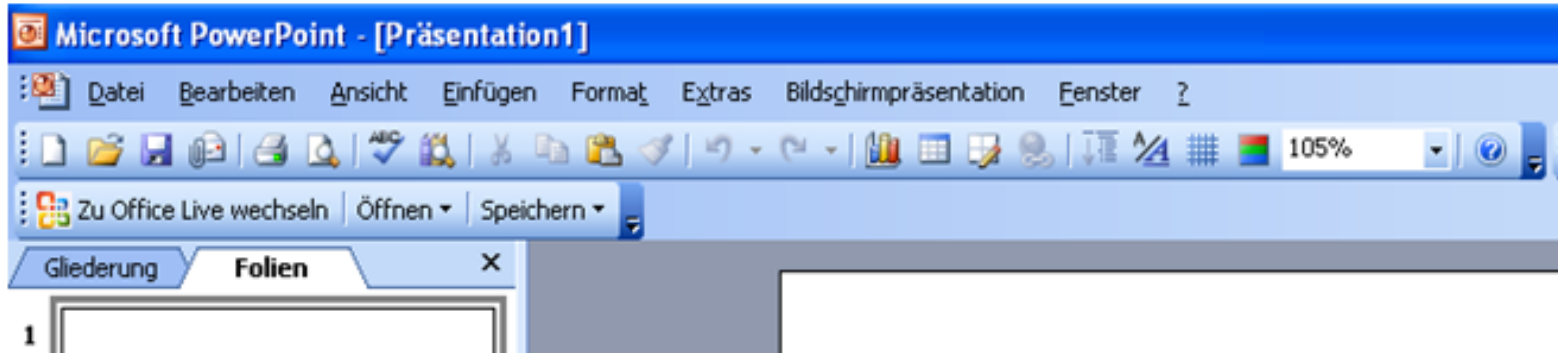 Microsoft PowerPoint - [Präsentation1]
Datei Bearbeiten Ansicht Einfügen Format Extras Bildschirmpräsentation Fenster ?
ABC A/A 105% ?
Zu Office Live wechseln Öffnen Speichern
Gliederung Folien ×
1